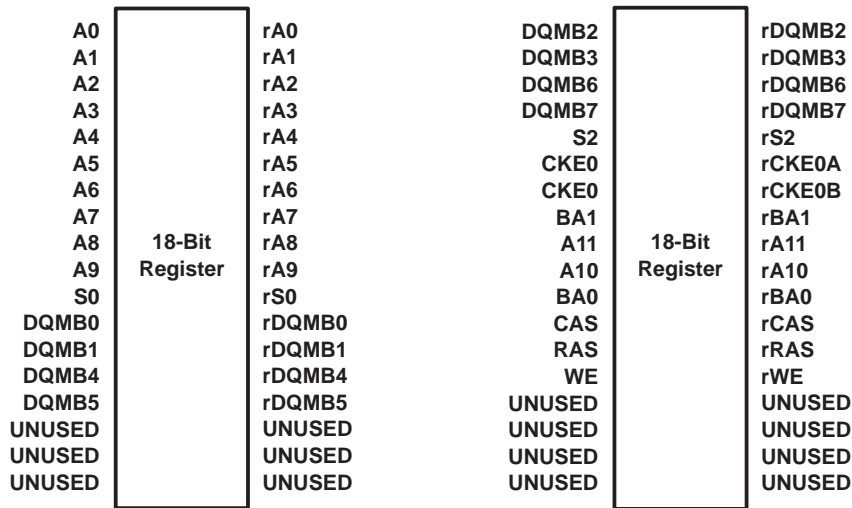 A0 rA0
A1 rA1
A2 rA2
A3 rA3
A4 rA4
A5 rA5
A6 rA6
A7 rA7
A8 18-Bit rA8
A9 Register rA9
S0 rS0
DQMB0 rDQMB0
DQMB1 rDQMB1
DQMB4 rDQMB4
DQMB5 rDQMB5
UNUSED UNUSED
UNUSED UNUSED
UNUSED UNUSED
DQMB2 rDQMB2
DQMB3 rDQMB3
DQMB6 rDQMB6
DQMB7 rDQMB7
S2 rS2
CKE0 rCKE0A
CKE0 rCKE0B
BA1 rBA1
A11 18-Bit rA11
A10 Register rA10
BA0 rBA0
CAS rCAS
RAS rRAS
WE rWE
UNUSED UNUSED
UNUSED UNUSED
UNUSED UNUSED
UNUSED UNUSED